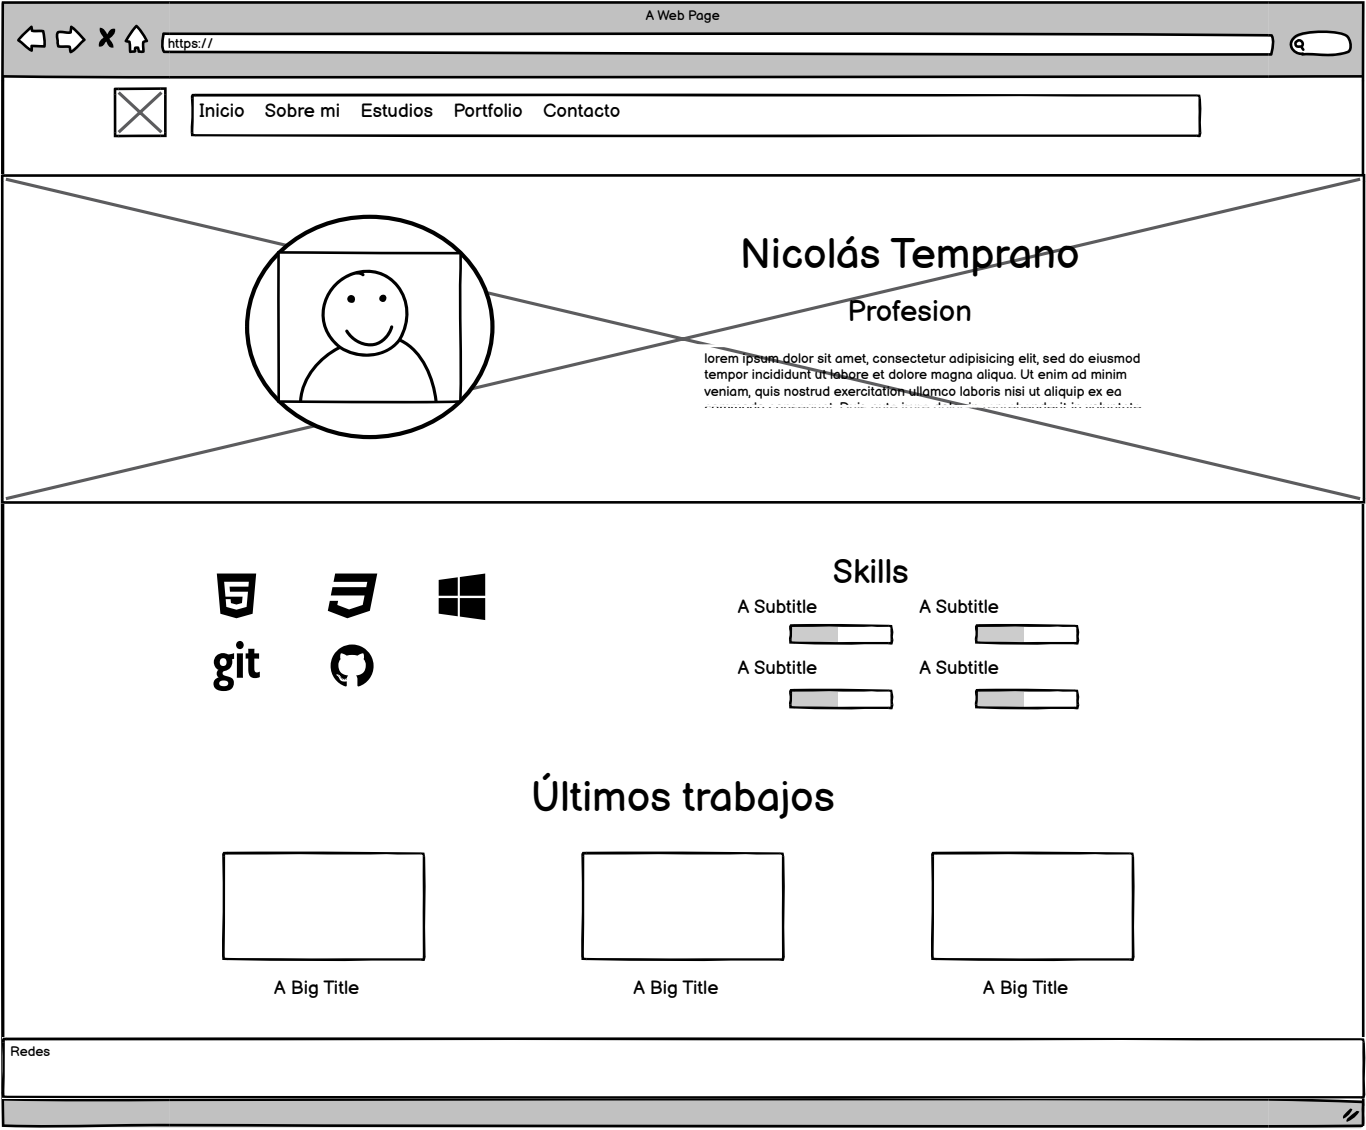 A Web Page
https://
Inicio Sobre mi Estudios Portfolio Contacto
Nicolás Temprano
Profesion
lorem ipsum dolor sit amet, consectetur adipisicing elit, sed do eiusmod
tempor incididunt ut labore et dolore magna aliqua. Ut enim ad minim
veniam, quis nostrud exercitation ullamco laboris nisi ut aliquip ex ea
Skills
A Subtitle A Subtitle
A Subtitle A Subtitle
git
Últimos trabajos
A Big Title A Big Title A Big Title
Redes